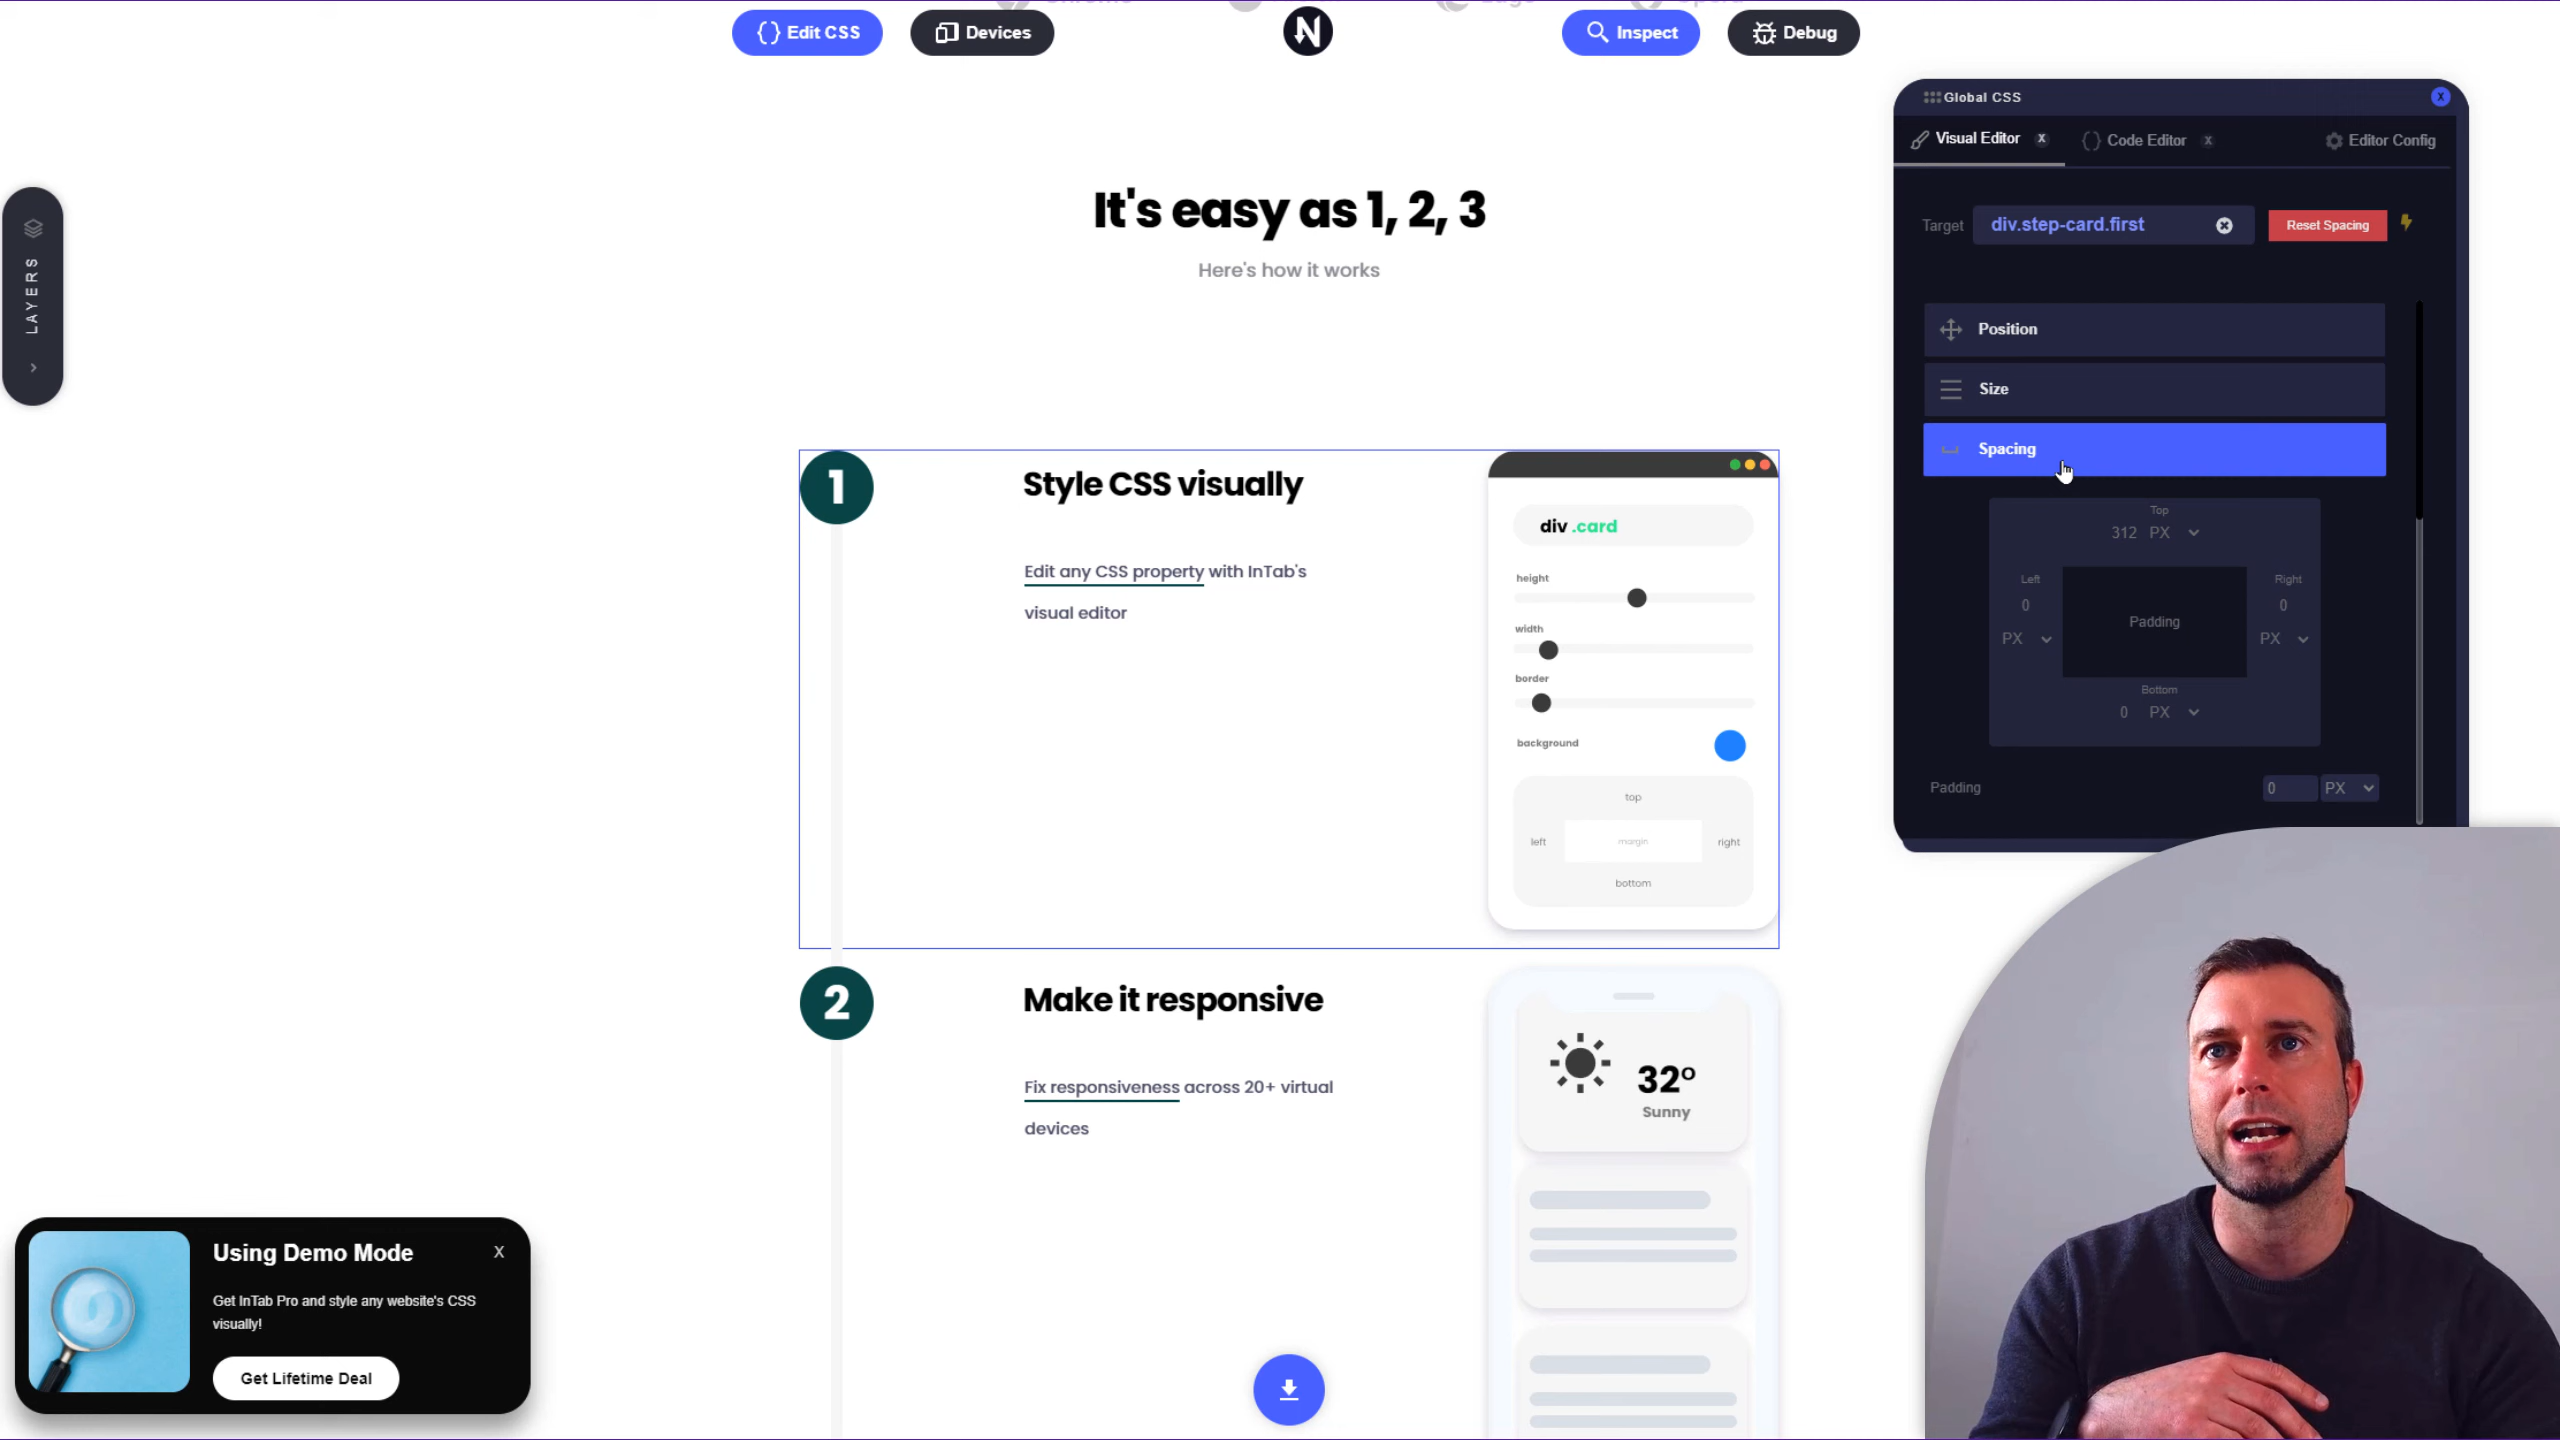 Edit CSS
Devices
N
Inspect
Debug
LAYERS
It's easy as 1, 2, 3
Here's how it works
1
Style CSS visually
Edit any CSS property with InTab's
visual editor
div .card
height
width
border
background
top
left
margin
right
bottom
2
Make it responsive
Fix responsiveness across 20+ virtual
devices
32°
Sunny
Global CSS
X
Visual Editor x
Code Editor x
Editor Config
Target
div.step-card.first
Reset Spacing
Position
Size
Spacing
Top
312 PX
Left
Right
0
0
Padding
PX
PX
Bottom
0 PX
Padding
0
PX
Using Demo Mode
X
Get InTab Pro and style any website's CSS
visually!
Get Lifetime Deal